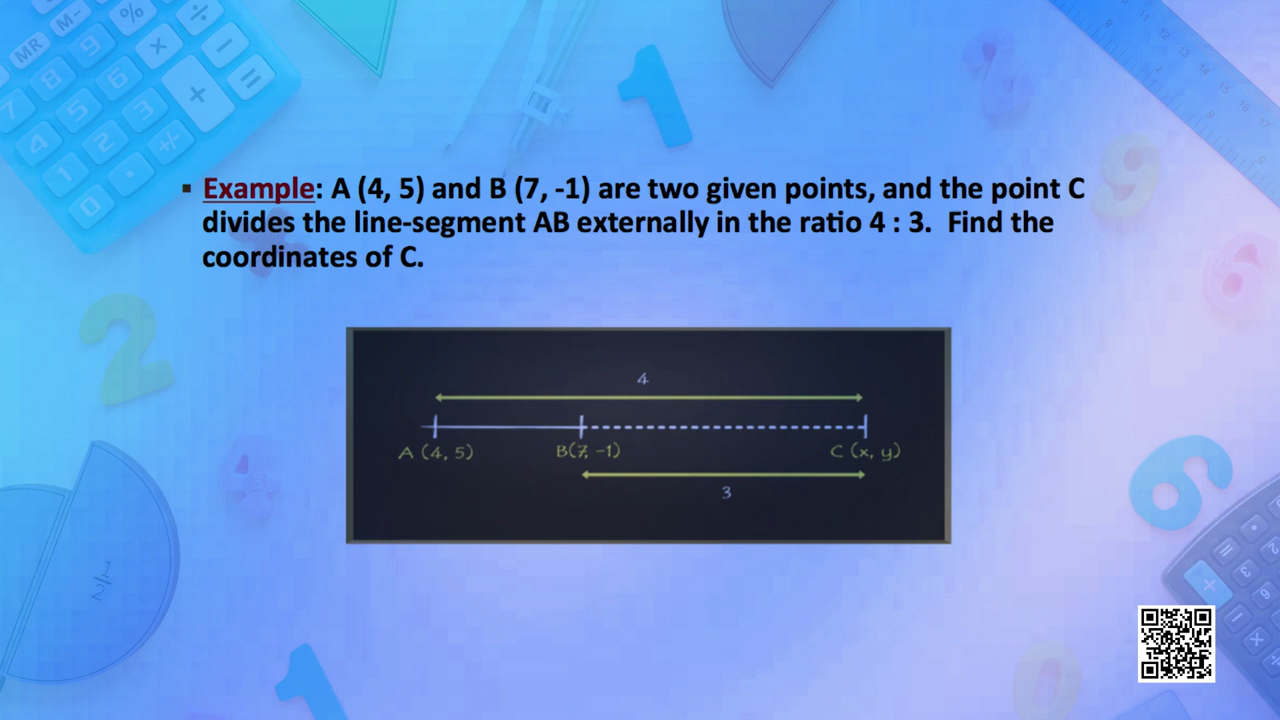 ▪ Example: A (4, 5) and B (7, -1) are two given points, and the point C
divides the line-segment AB externally in the ratio 4 : 3. Find the
coordinates of C.
4
A (4, 5) B(7, -1) C (x, y)
3